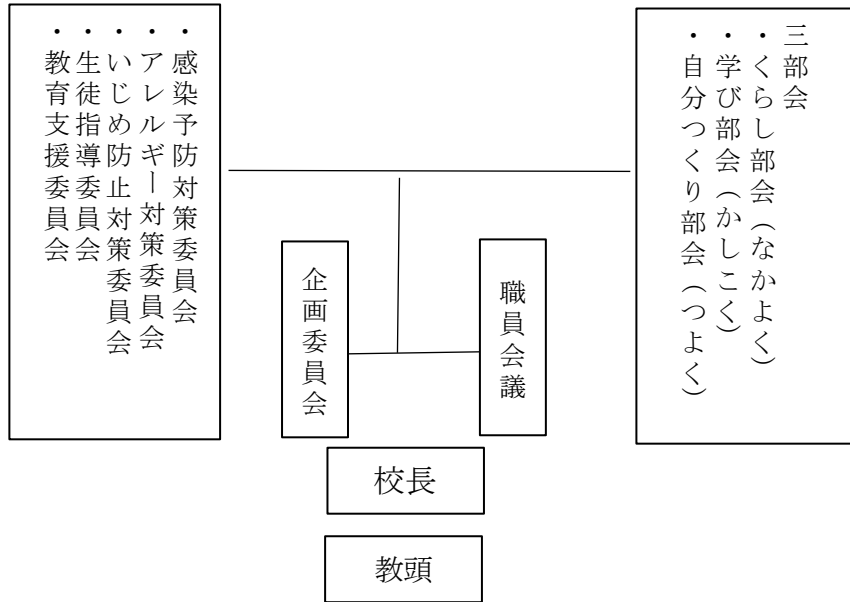 三部会
・くらし部会(なかよく)
・学び部会(かしこく)
・自分つくり部会(つよく)
職員会議
企画委員会
・感染予防対策委員会
・アレルギー対策委員会
・いじめ防止対策委員会
・生徒指導委員会
・教育支援委員会
校長
教頭